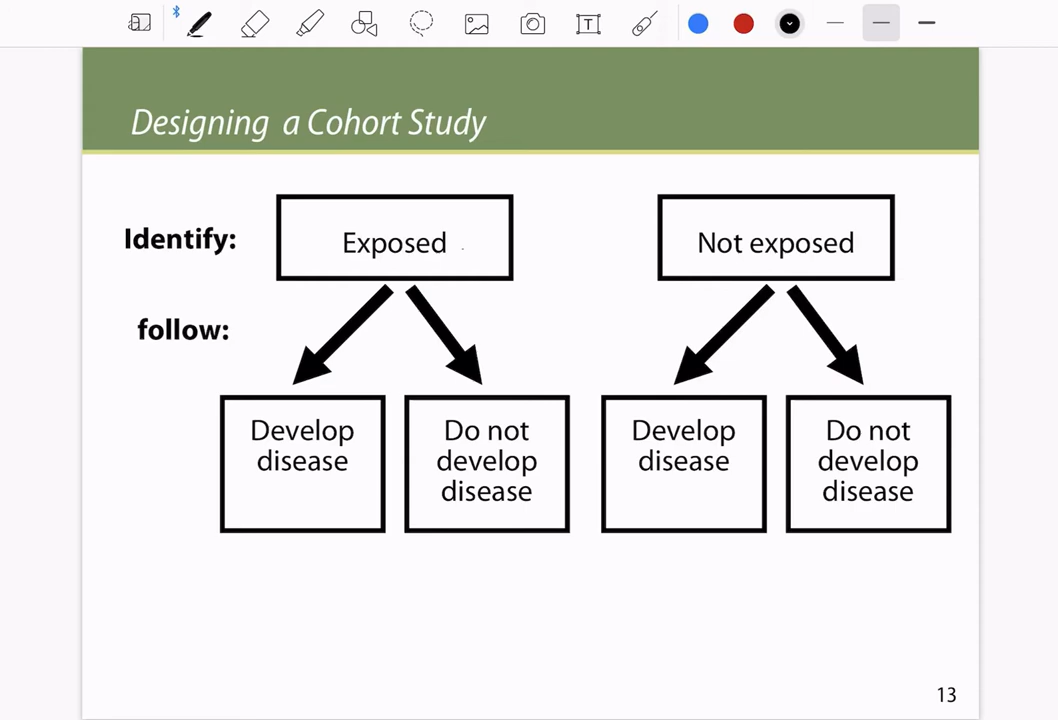 T
Designing a Cohort Study
Identify:
Exposed
Not exposed
follow:
Develop
disease
Do not
develop
disease
Develop
disease
Do not
develop
disease
13